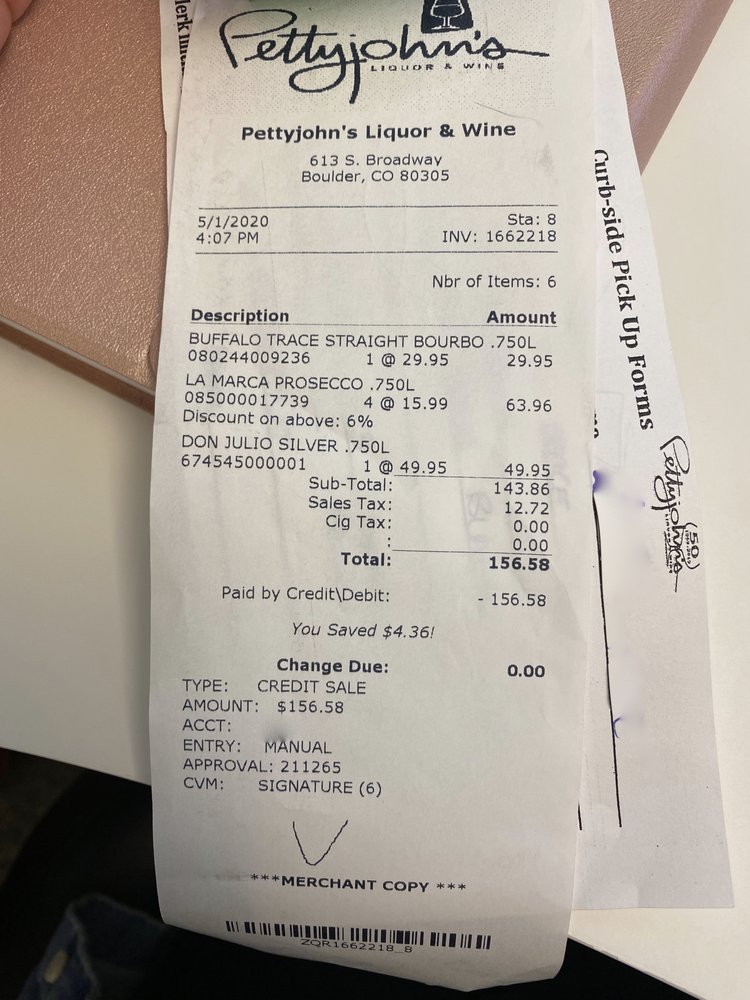 Pettyjohn's
LIQUOR & WINE
Pettyjohn's Liquor & Wine
613 S. Broadway
Boulder, CO 80305
5/1/2020 Sta: 8
4:07 PM INV: 1662218
Nbr of Items: 6
Description Amount
BUFFALO TRACE STRAIGHT BOURBO .750L
080244009236 1 @ 29.95 29.95
LA MARCA PROSECCO .750L
085000017739 4 @ 15.99 63.96
Discount on above: 6%
DON JULIO SILVER .750L
674545000001 1 @ 49.95 49.95
Sub-Total: 143.86
Sales Tax: 12.72
Cig Tax: 0.00
: 0.00
Total: 156.58
Paid by Credit\Debit: - 156.58
You Saved $4.36!
Change Due: 0.00
TYPE: CREDIT SALE
AMOUNT: $156.58
ACCT:
ENTRY: MANUAL
APPROVAL: 211265
CVM: SIGNATURE (6)
***MERCHANT COPY ***
ZQR1662218_8
Curb-side Pick Up Forms
Pettyjohn's
(50)